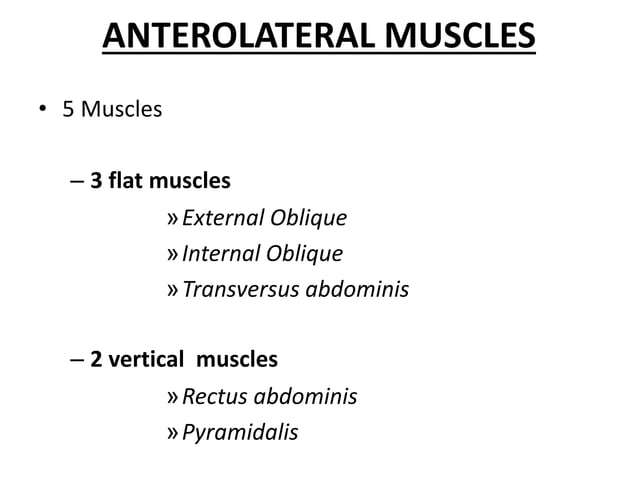 ANTEROLATERAL MUSCLES
• 5 Muscles
– 3 flat muscles
» External Oblique
» Internal Oblique
» Transversus abdominis
– 2 vertical  muscles
» Rectus abdominis
» Pyramidalis